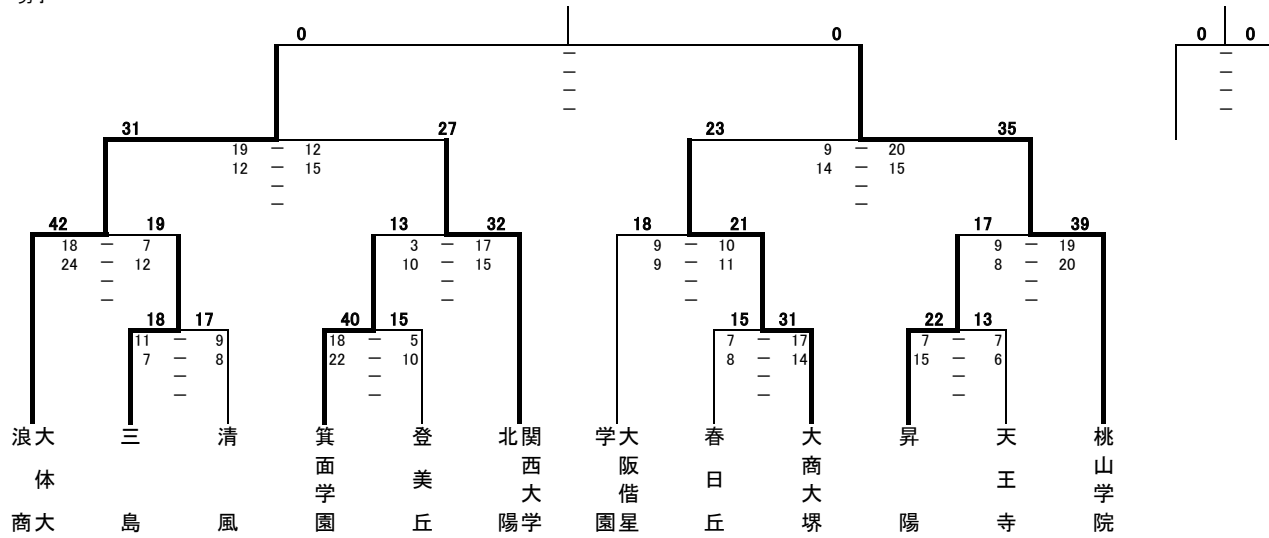 0 0 0 0
—
—
—
—
—
—
—
—
31 27 23 35
19 — 12 9 — 20
12 — 15 14 — 15
— —
— —
42 19 13 32 18 21 17 39
18 — 7 3 — 17 9 — 10 9 — 19
24 — 12 10 — 15 9 — 11 8 — 20
— — — —
— — — —
18 17 40 15 15 31 22 13
11 — 9 18 — 5 7 — 17 7 — 7
7 — 8 22 — 10 8 — 14 15 — 6
— — — —
— — — —
大体大
浪商
三島
清風
箕面学園
登美丘
関西大学
北陽
大阪偕星
学園
春日丘
大商大堺
昇陽
天王寺
桃山学院